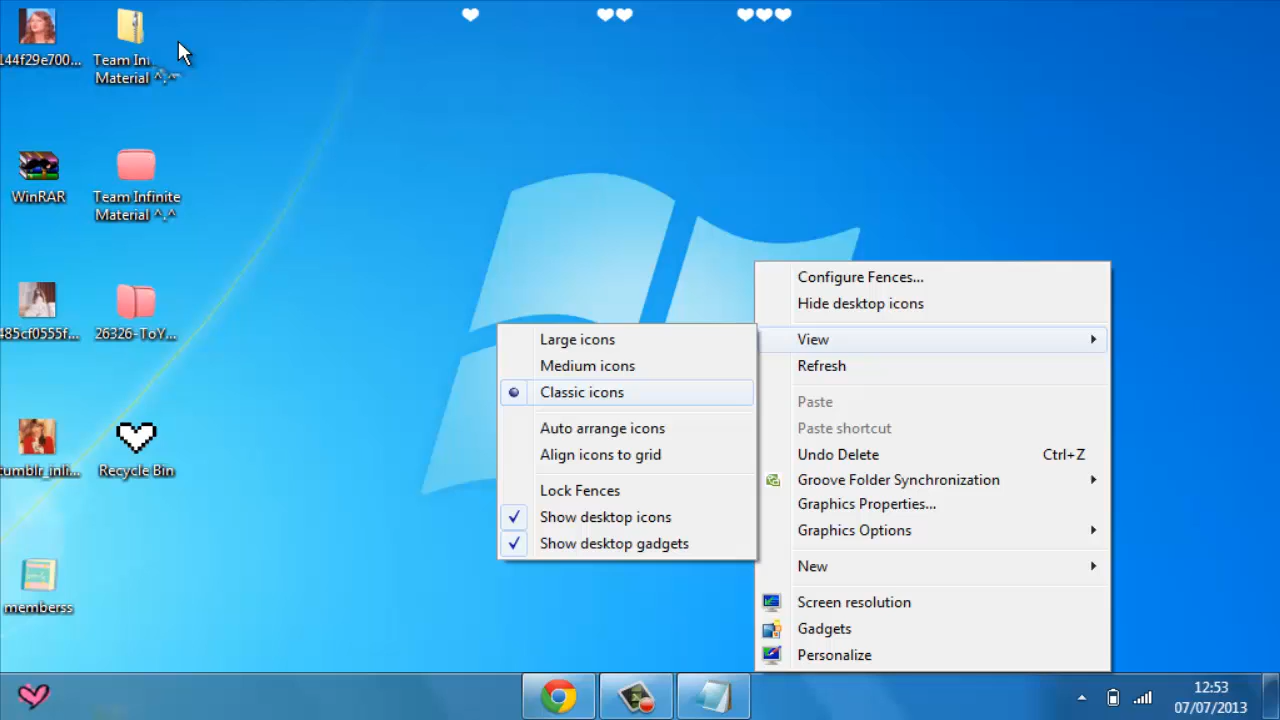 144f29e700...
Team Ini
Material ^.^
WinRAR
Team Infinite
Material ^.^
485cf0555f...
26326-ToY...
tumblr_inli...
Recycle Bin
memberss
Large icons
Medium icons
Classic icons
Auto arrange icons
Align icons to grid
Lock Fences
Show desktop icons
Show desktop gadgets
Configure Fences...
Hide desktop icons
View
Refresh
Paste
Paste shortcut
Undo Delete Ctrl+Z
Groove Folder Synchronization
Graphics Properties...
Graphics Options
New
Screen resolution
Gadgets
Personalize
12:53
07/07/2013